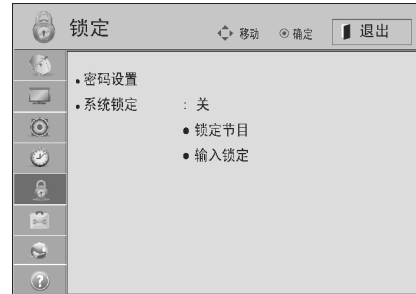 锁定
移动 ⊙ 确定 退出
• 密码设置
• 系统锁定 : 关
● 锁定节目
● 输入锁定